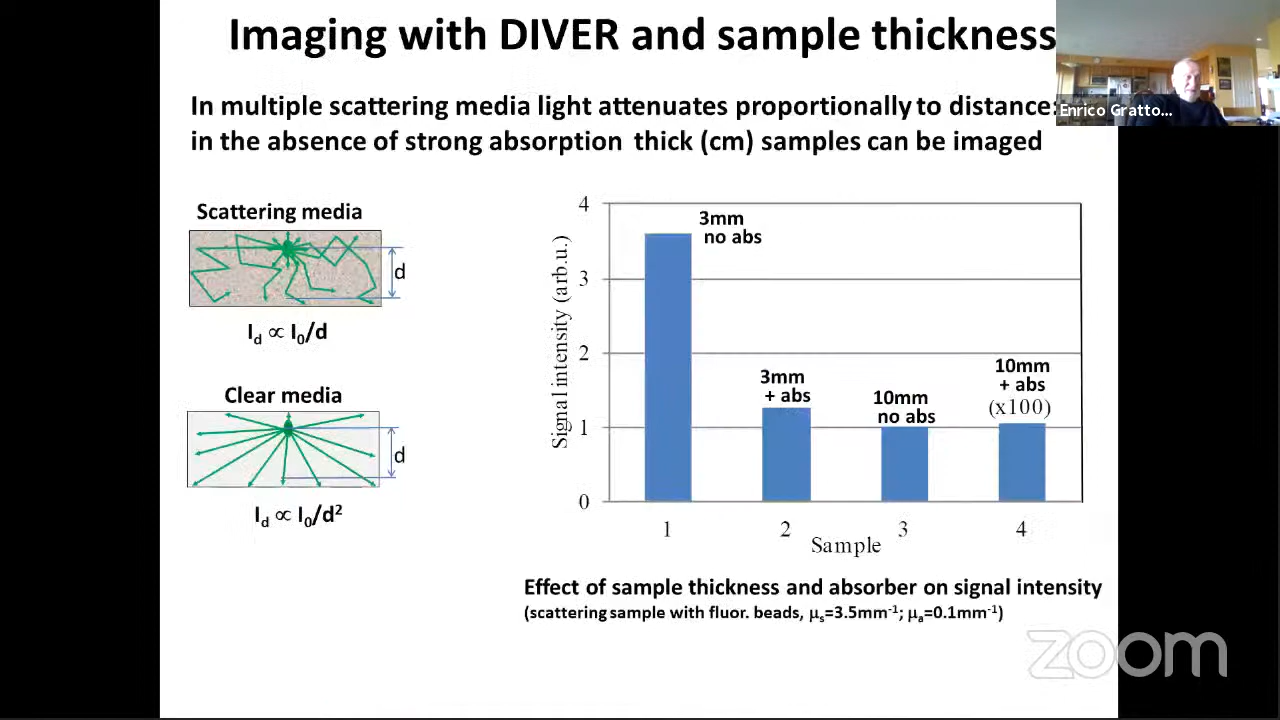 Imaging with DIVER and sample thickness
Enrico Gratto...
In multiple scattering media light attenuates proportionally to distance:
in the absence of strong absorption thick (cm) samples can be imaged
Scattering media
d
I_d ∝ I_0/d
Clear media
d
I_d ∝ I_0/d²
Signal intensity (arb.u.)
4
3
2
1
0
3mm
no abs
3mm
+ abs
10mm
no abs
10mm
+ abs
(x100)
1 2 3 4
Sample
Effect of sample thickness and absorber on signal intensity
(scattering sample with fluor. beads, μs=3.5mm⁻¹; μa=0.1mm⁻¹)
zoom